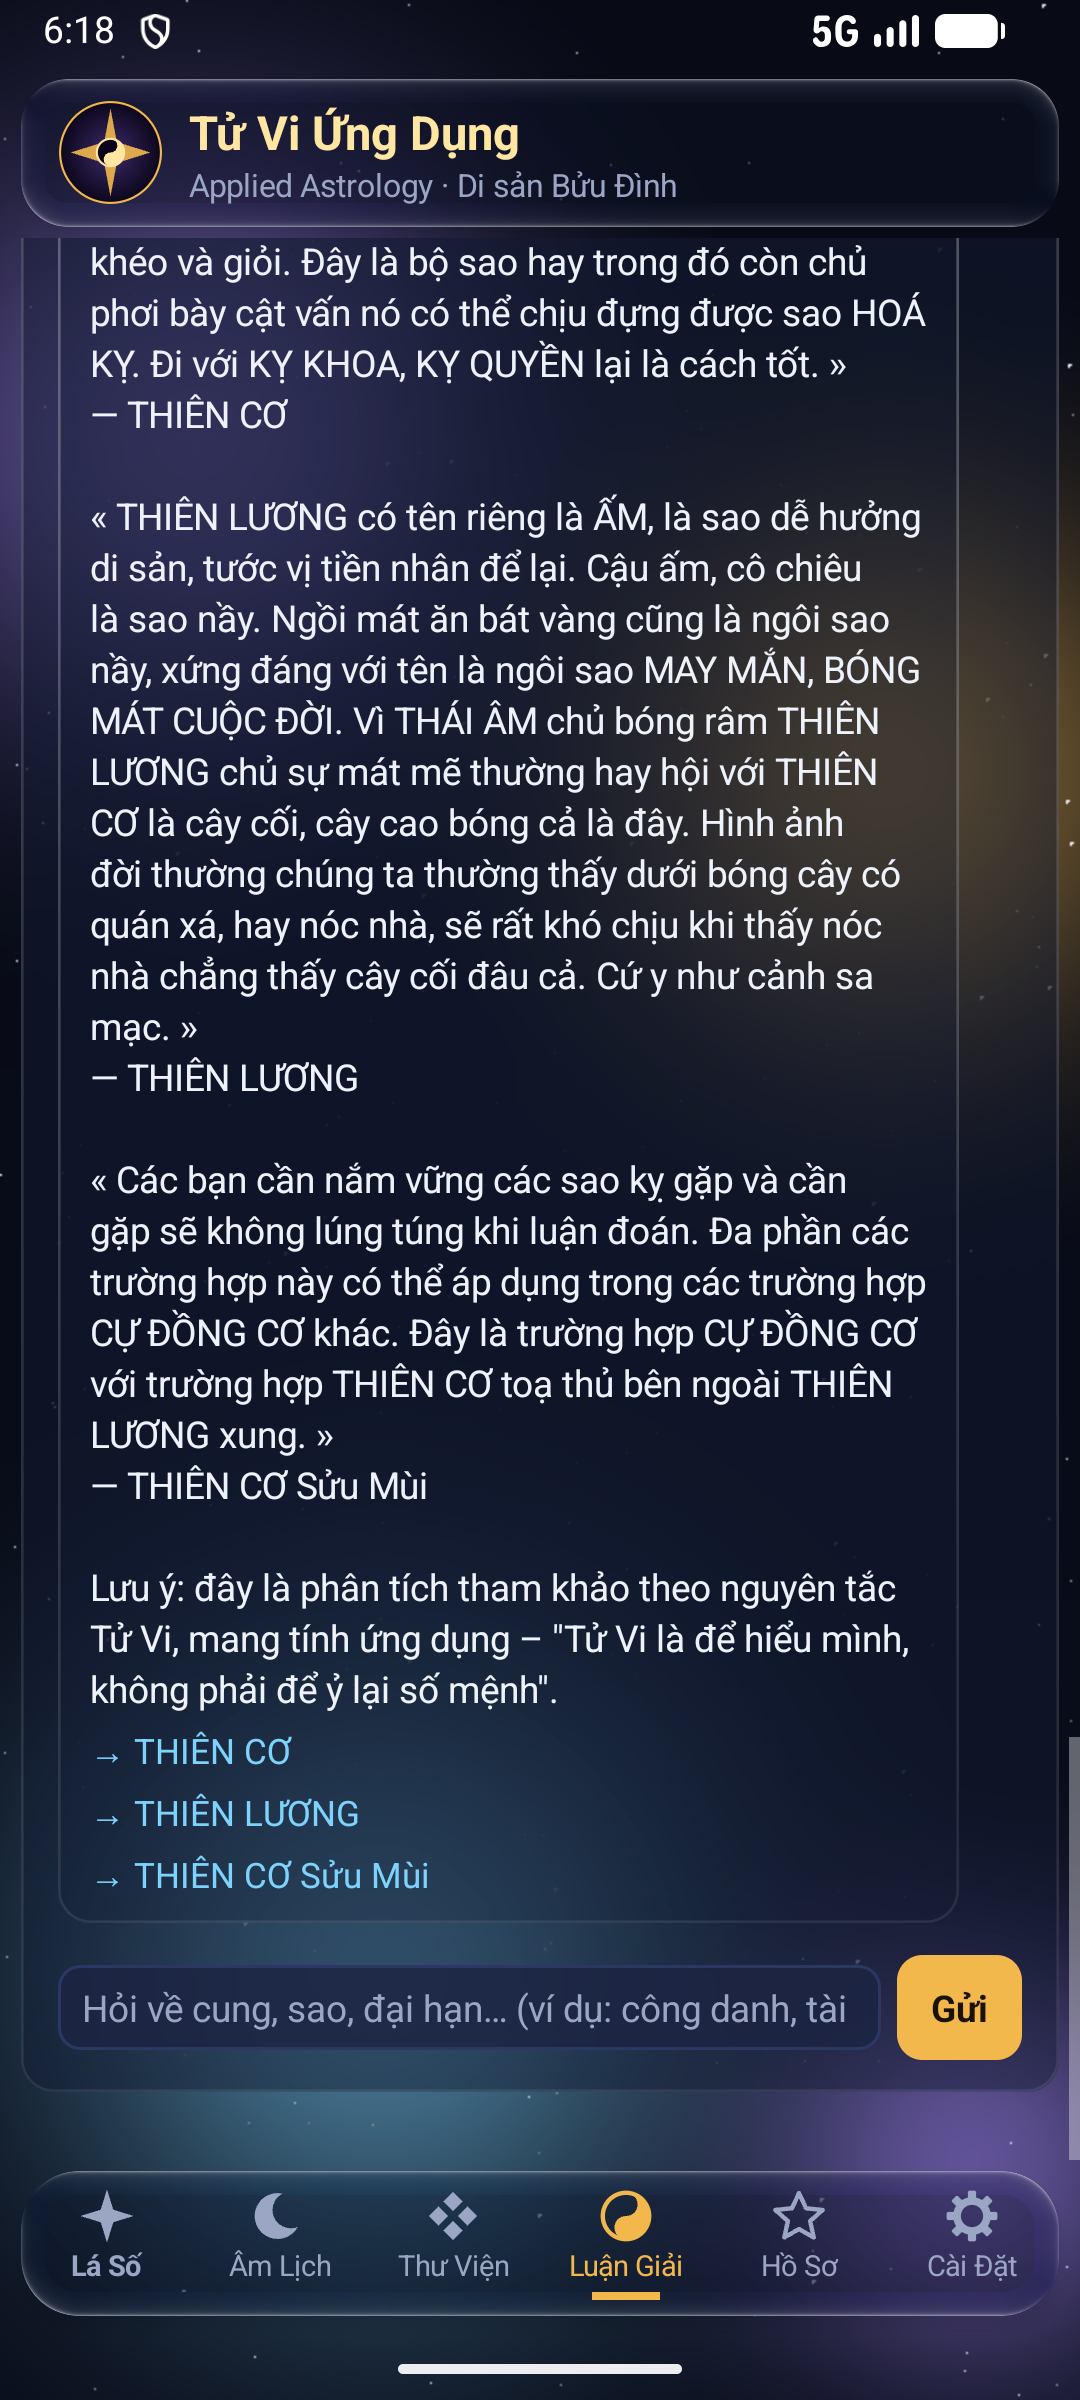 6:18
5G
Tử Vi Ứng Dụng
Applied Astrology · Di sản Bửu Đình
khéo và giỏi. Đây là bộ sao hay trong đó còn chủ
phơi bày cật vấn nó có thể chịu đựng được sao HOÁ
KỴ. Đi với KỴ KHOA, KỴ QUYỀN lại là cách tốt. »
— THIÊN CƠ
« THIÊN LƯƠNG có tên riêng là ẤM, là sao dễ hưởng
di sản, tước vị tiền nhân để lại. Cậu ấm, cô chiêu
là sao nầy. Ngồi mát ăn bát vàng cũng là ngôi sao
nầy, xứng đáng với tên là ngôi sao MAY MẮN, BÓNG
MÁT CUỘC ĐỜI. Vì THÁI ÂM chủ bóng râm THIÊN
LƯƠNG chủ sự mát mẽ thường hay hội với THIÊN
CƠ là cây cối, cây cao bóng cả là đây. Hình ảnh
đời thường chúng ta thường thấy dưới bóng cây có
quán xá, hay nóc nhà, sẽ rất khó chịu khi thấy nóc
nhà chẳng thấy cây cối đâu cả. Cứ y như cảnh sa
mạc. »
— THIÊN LƯƠNG
« Các bạn cần nắm vững các sao kỵ gặp và cần
gặp sẽ không lúng túng khi luận đoán. Đa phần các
trường hợp này có thể áp dụng trong các trường hợp
CỰ ĐỒNG CƠ khác. Đây là trường hợp CỰ ĐỒNG CƠ
với trường hợp THIÊN CƠ toạ thủ bên ngoài THIÊN
LƯƠNG xung. »
— THIÊN CƠ Sửu Mùi
Lưu ý: đây là phân tích tham khảo theo nguyên tắc
Tử Vi, mang tính ứng dụng – "Tử Vi là để hiểu mình,
không phải để ỷ lại số mệnh".
→ THIÊN CƠ
→ THIÊN LƯƠNG
→ THIÊN CƠ Sửu Mùi
Hỏi về cung, sao, đại hạn... (ví dụ: công danh, tài
Gửi
Lá Số
Âm Lịch
Thư Viện
Luận Giải
Hồ Sơ
Cài Đặt